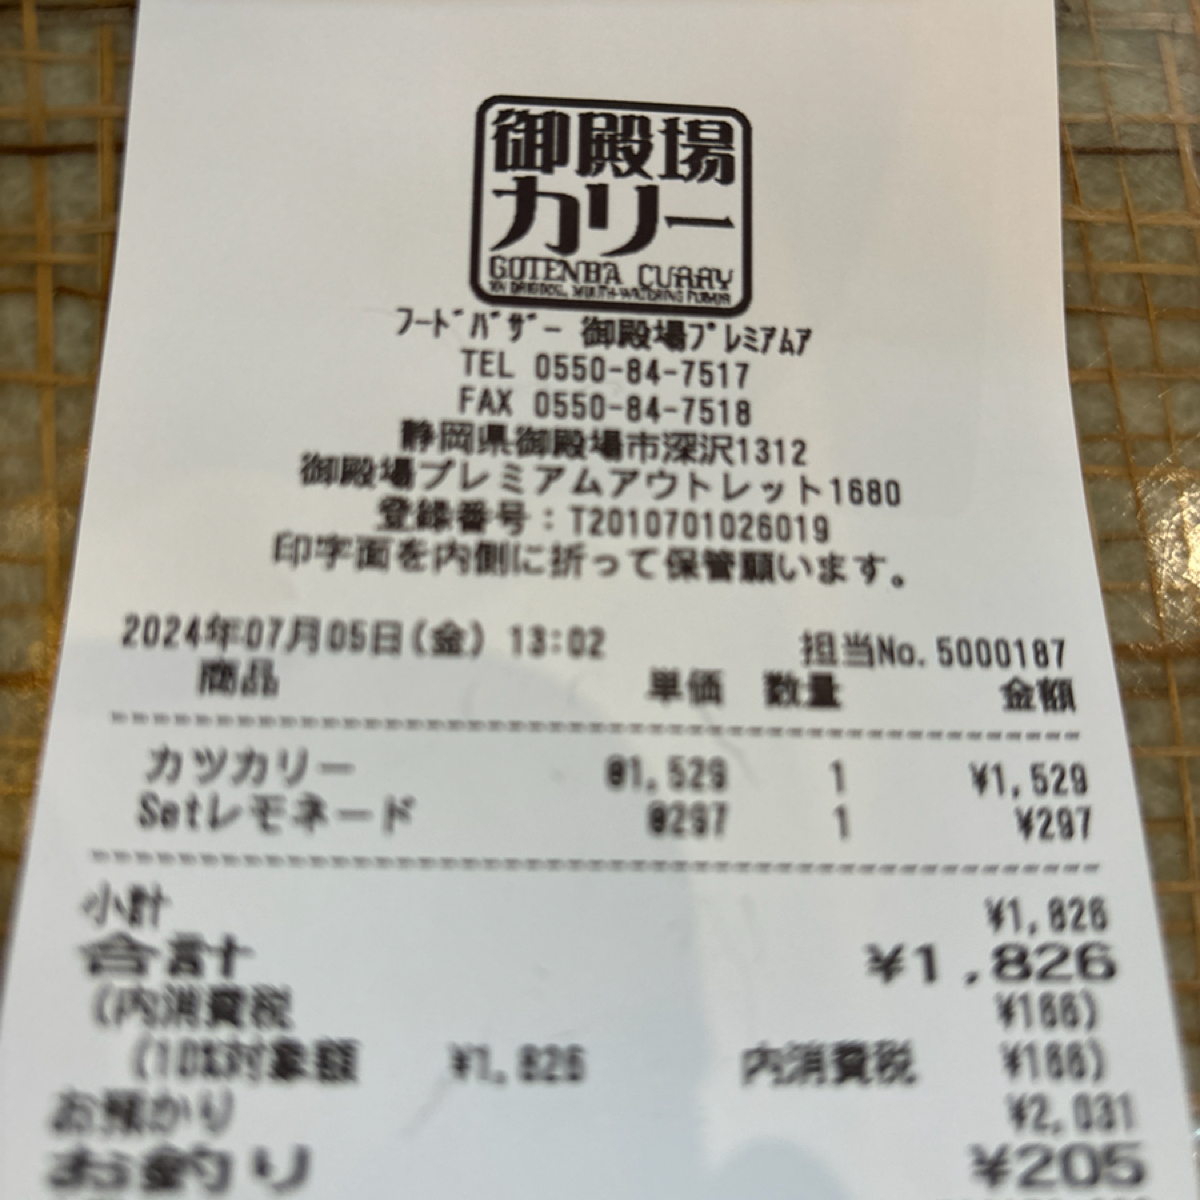 御殿場
カリー
GOTENBA CURRY
フードバザー 御殿場プレミアムア
TEL 0550-84-7517
FAX 0550-84-7518
静岡県御殿場市深沢1312
御殿場プレミアムアウトレット1680
登録番号：T2010701026019
印字面を内側に折って保管願います。
2024年07月05日(金) 13:02 担当No.5000187
商品 単価 数量 金額
カツカリー @1,529 1 ¥1,529
Setレモネード @297 1 ¥297
小計 ¥1,826
合計 ¥1,826
(内消費税 ¥166)
(10%対象額 ¥1,826 内消費税 ¥166)
お預かり ¥2,031
お釣り ¥205